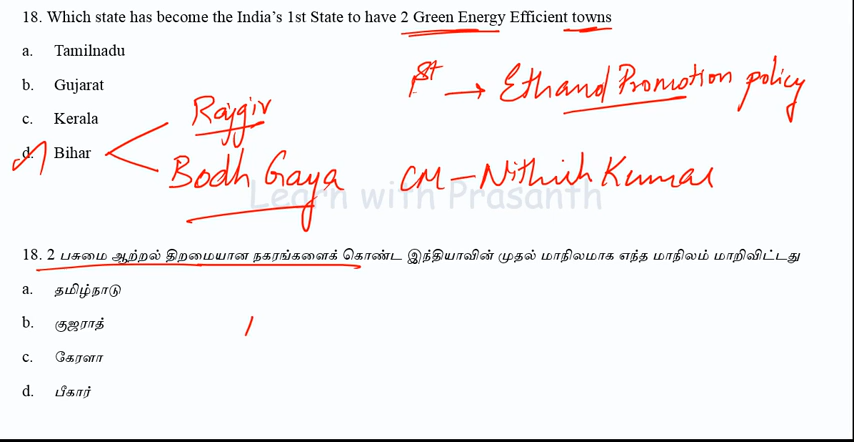 18. Which state has become the India's 1st State to have 2 Green Energy Efficient towns
a. Tamilnadu
1st → Ethanol Promotion policy
b. Gujarat
Rajgir
c. Kerala
d. Bihar
Bodh Gaya
CM - Nithish Kumar
Learn with Prasanth
18. 2 பசுமை ஆற்றல் திறமையான நகரங்களைக் கொண்ட இந்தியாவின் முதல் மாநிலமாக எந்த மாநிலம் மாறிவிட்டது
a. தமிழ்நாடு
b. குஜராத்
c. கேரளா
d. பீகார்